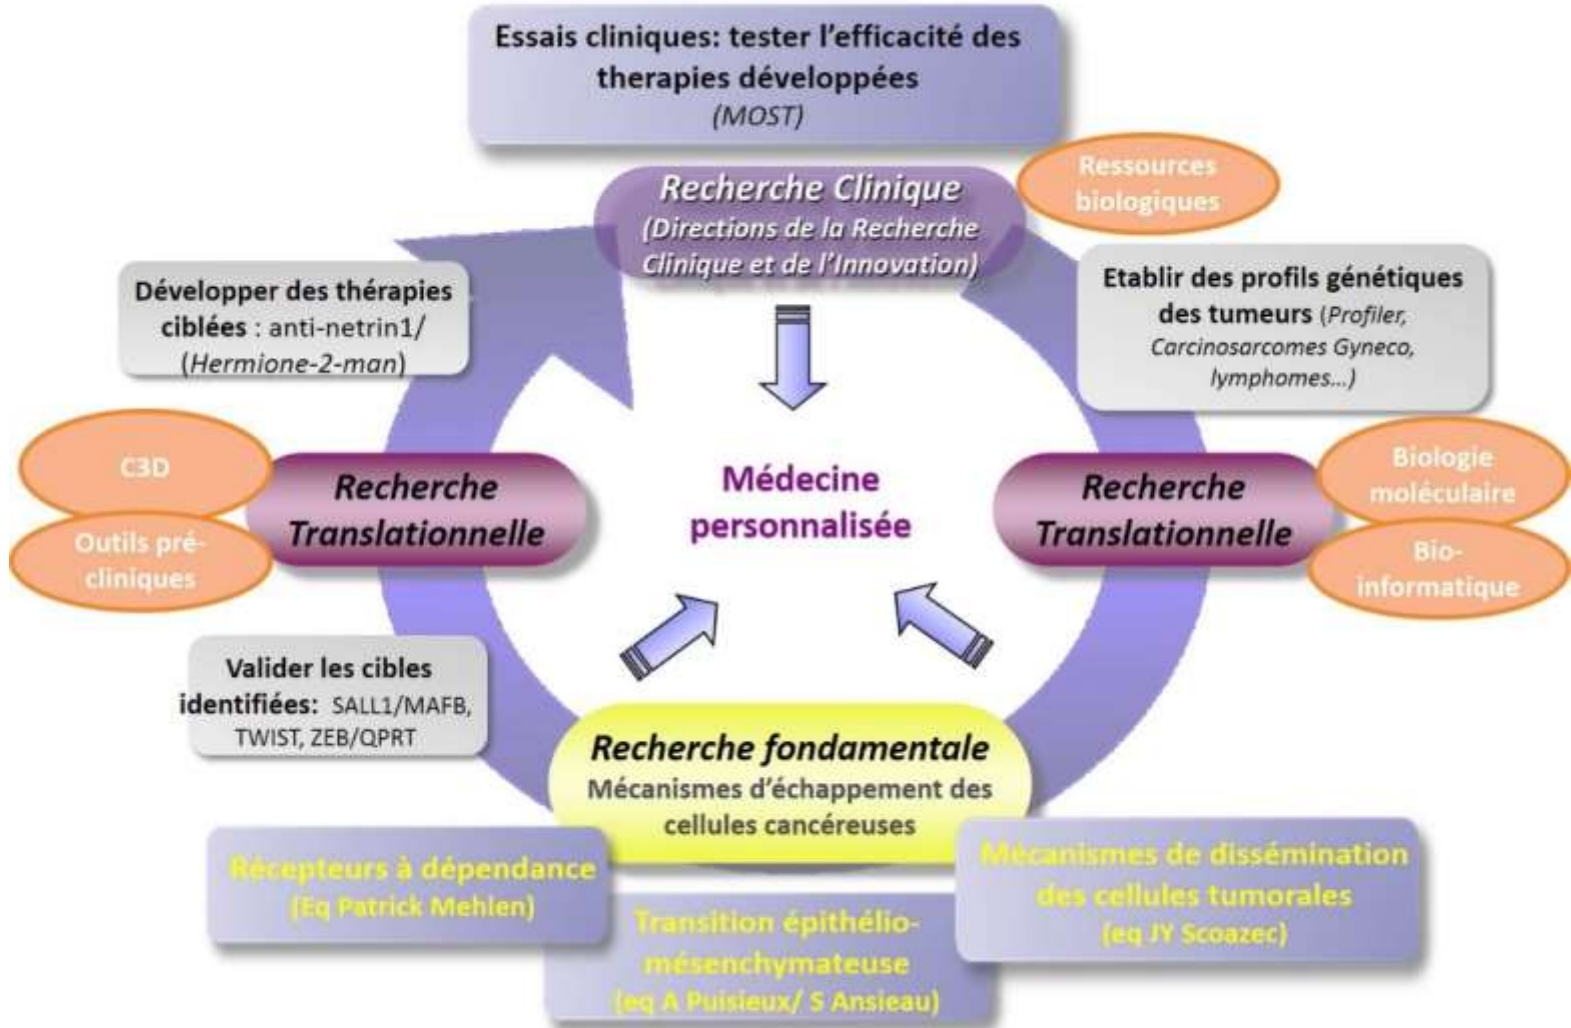 Essais cliniques: tester l'efficacité des
therapies développées
(MOST)
Recherche Clinique
(Directions de la Recherche
Clinique et de l'Innovation)
Ressources
biologiques
Développer des thérapies
ciblées : anti-netrin1/
(Hermione-2-man)
Etablir des profils génétiques
des tumeurs (Profiler,
Carcinosarcomes Gyneco,
lymphomes...)
C3D
Outils pré-
cliniques
Recherche
Translationnelle
Médecine
personnalisée
Recherche
Translationnelle
Biologie
moléculaire
Bio-
informatique
Valider les cibles
identifiées: SALL1/MAFB,
TWIST, ZEB/QPRT
Recherche fondamentale
Mécanismes d'échappement des
cellules cancéreuses
Récepteurs à dépendance
(Eq Patrick Mehlen)
Transition épithélio-
mésenchymateuse
(eq A Puisieux/ S Ansieau)
Mécanismes de dissémination
des cellules tumorales
(eq JY Scoazec)